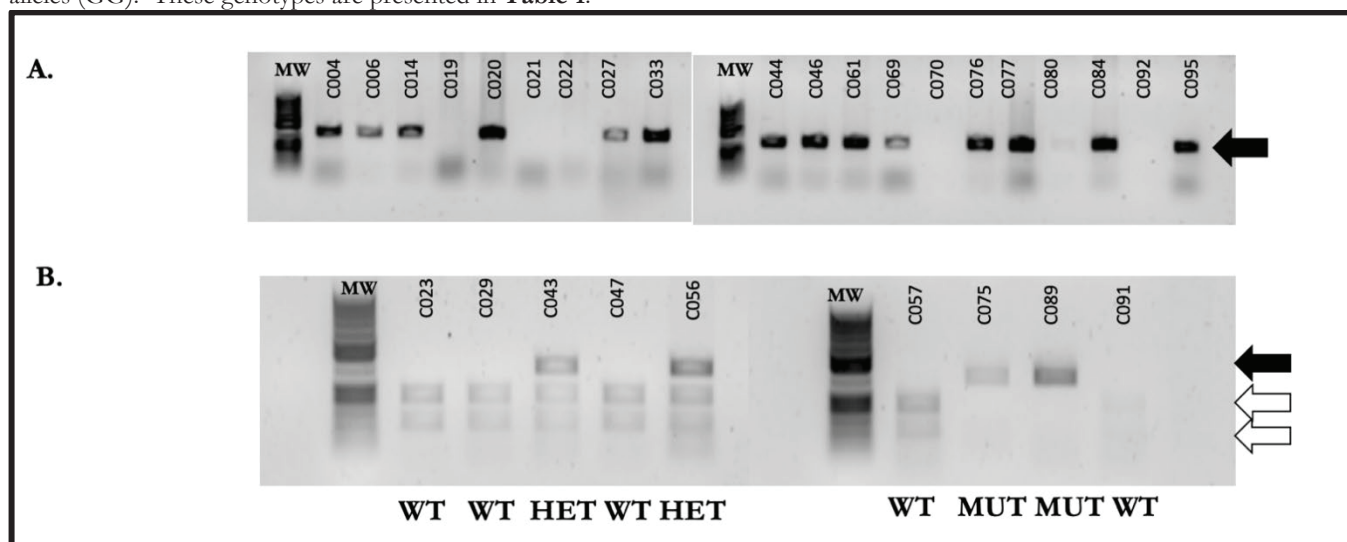 alleles (GG). These genotypes are presented in Table 1.
A.
MW C004 C006 C014 C019 C020 C021 C022 C027 C033
MW C044 C046 C061 C069 C070 C076 C077 C080 C084 C092 C095
B.
MW C023 C029 C043 C047 C056
MW C057 C075 C089 C091
WT WT HET WT HET
WT MUT MUT WT